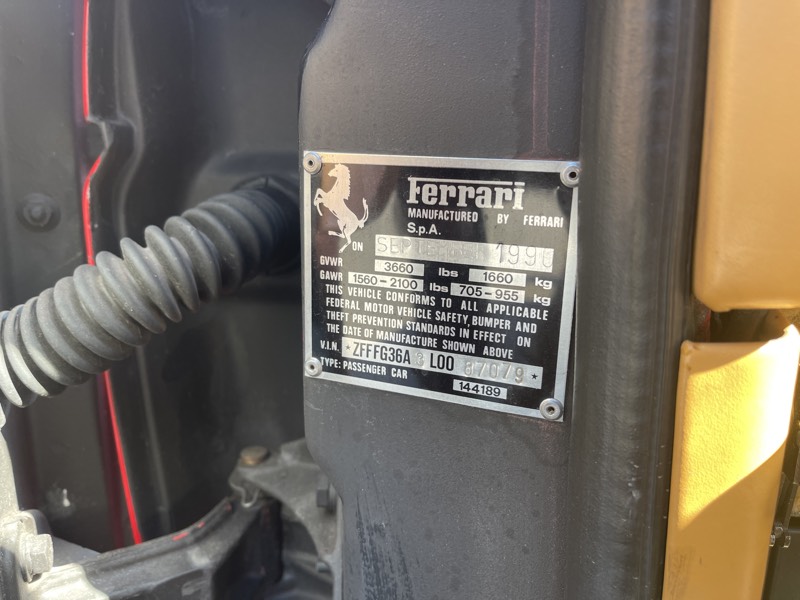 Ferrari
MANUFACTURED BY FERRARI
S.p.A.
ON SEPTEMBER
GVWR 3660 lbs 1660 kg
GAWR 1560-2100 lbs 705-955 kg
THIS VEHICLE CONFORMS TO ALL APPLICABLE
FEDERAL MOTOR VEHICLE SAFETY, BUMPER AND
THEFT PREVENTION STANDARDS IN EFFECT ON
THE DATE OF MANUFACTURE SHOWN ABOVE
V.I.N. *ZFFFG36A L00
TYPE: PASSENGER CAR
144189